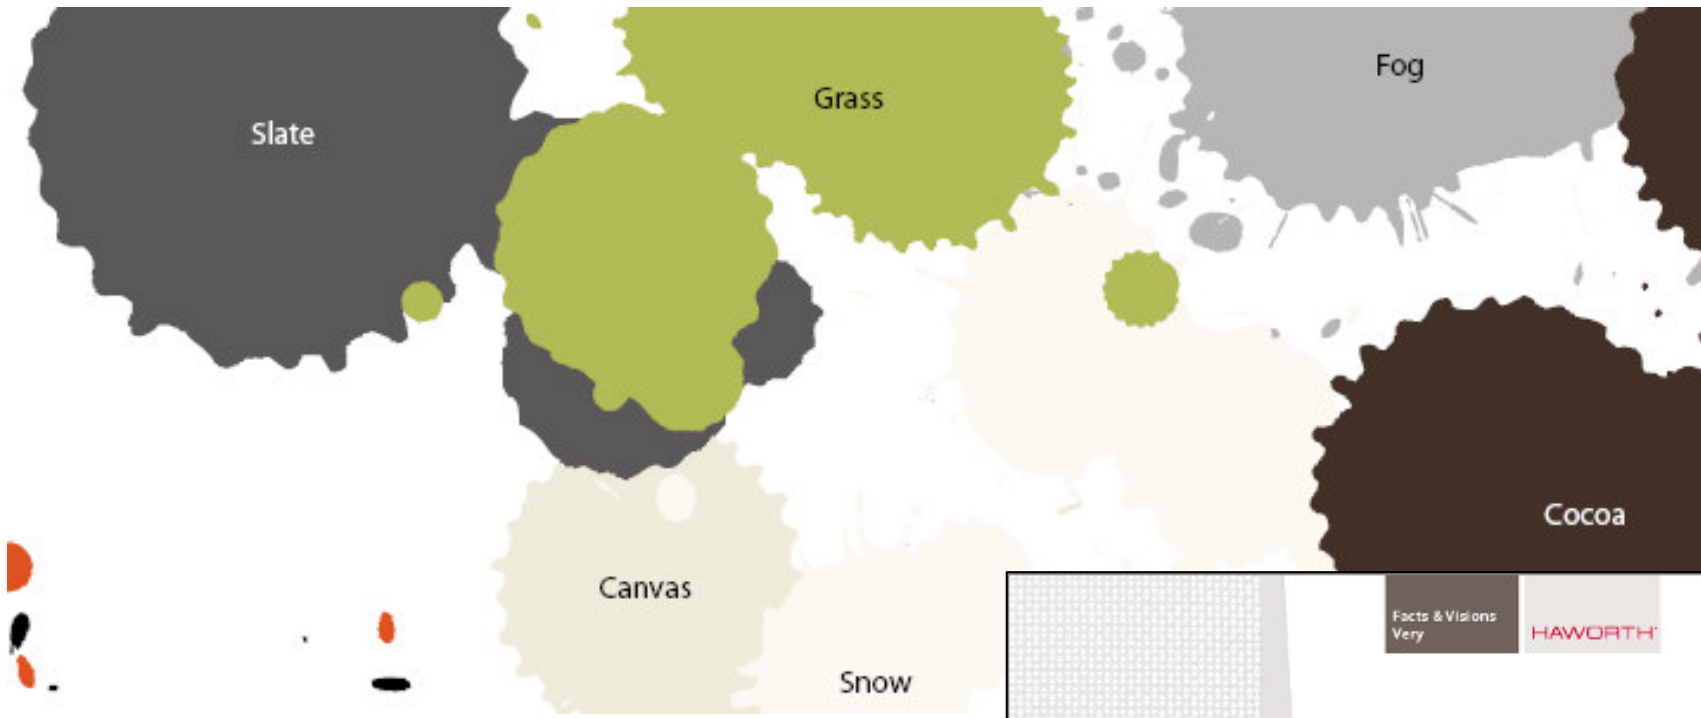 Fog
Grass
Slate
Cocoa
Canvas
Facts & Visions
Very
HAWORTH
Snow